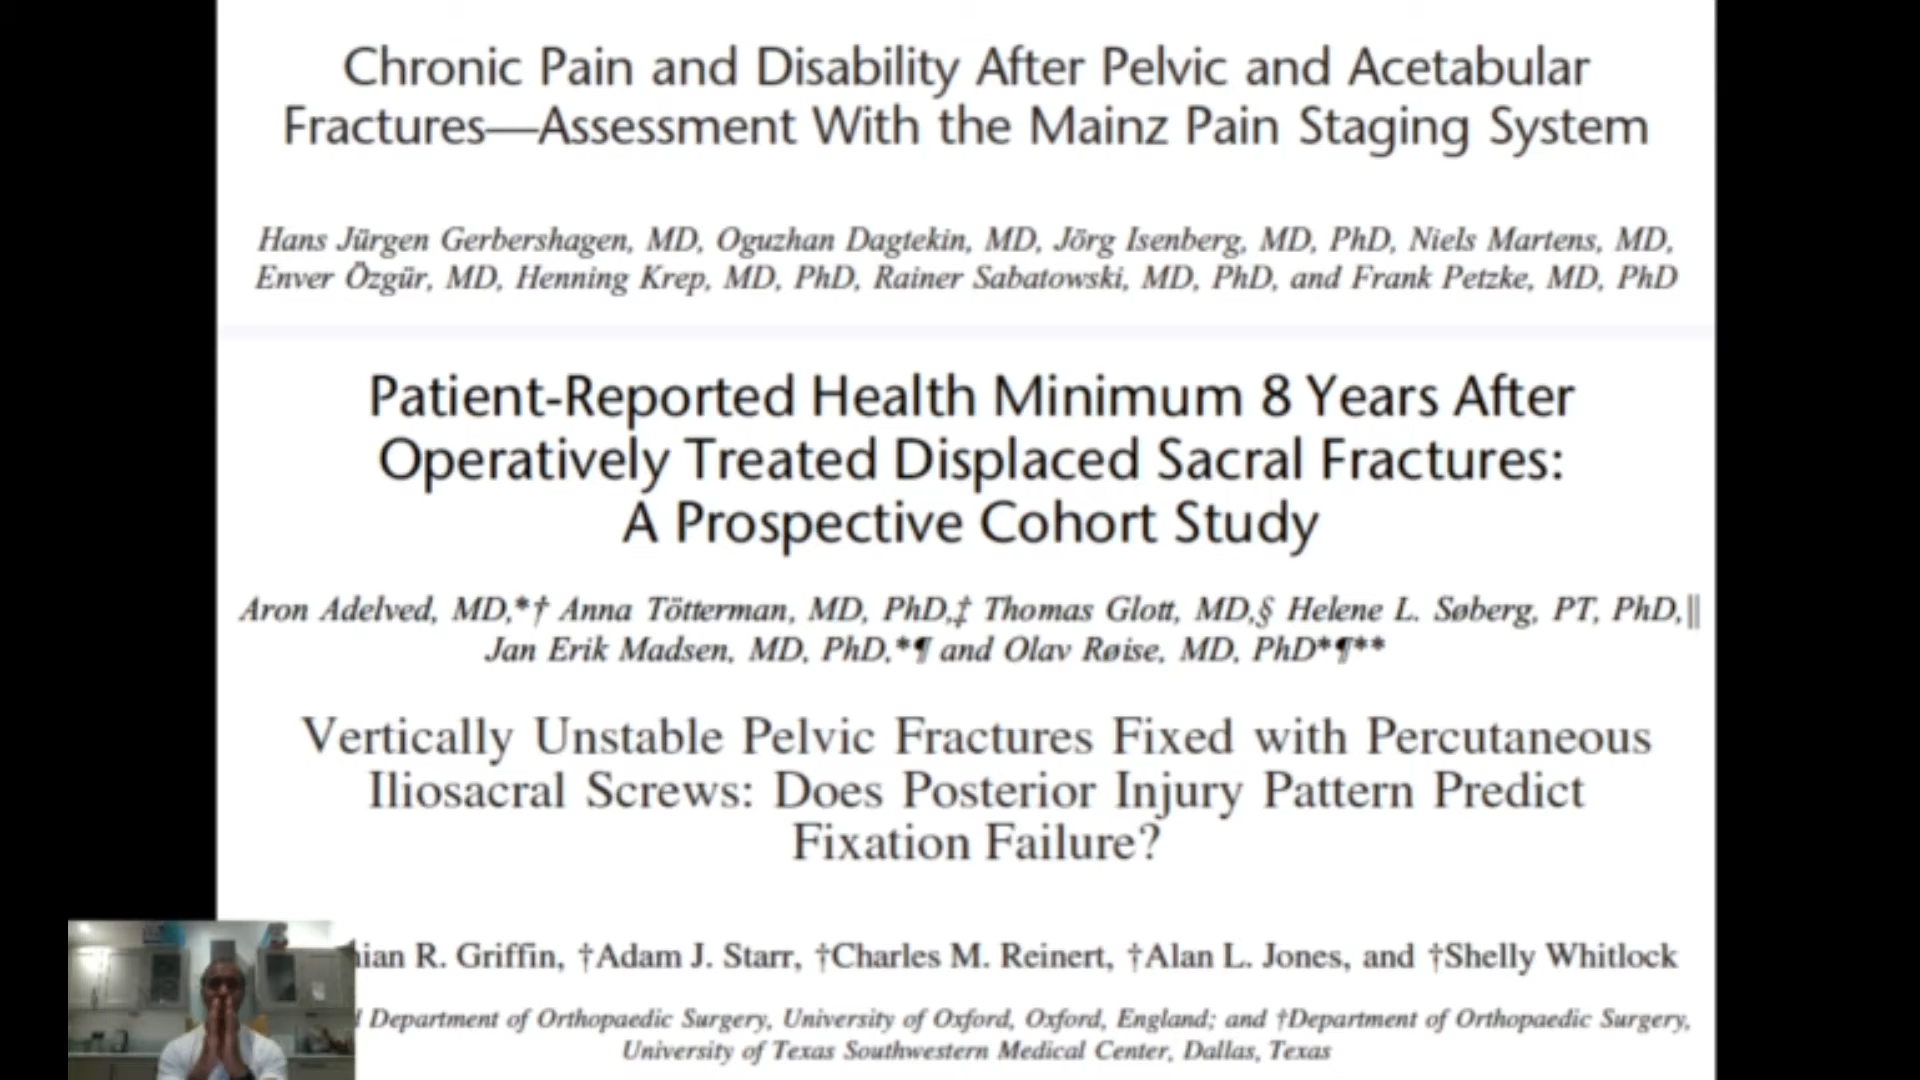 Chronic Pain and Disability After Pelvic and Acetabular
Fractures—Assessment With the Mainz Pain Staging System
Hans Jürgen Gerbershagen, MD, Oguzhan Dagtekin, MD, Jörg Isenberg, MD, PhD, Niels Martens, MD,
Enver Özgür, MD, Henning Krep, MD, PhD, Rainer Sabatowski, MD, PhD, and Frank Petzke, MD, PhD
Patient-Reported Health Minimum 8 Years After
Operatively Treated Displaced Sacral Fractures:
A Prospective Cohort Study
Aron Adelved, MD,*† Anna Tötterman, MD, PhD,‡ Thomas Glott, MD,§ Helene L. Søberg, PT, PhD,||
Jan Erik Madsen, MD, PhD,*¶ and Olav Røise, MD, PhD*¶**
Vertically Unstable Pelvic Fractures Fixed with Percutaneous
Iliosacral Screws: Does Posterior Injury Pattern Predict
Fixation Failure?
R. Griffin, †Adam J. Starr, †Charles M. Reinert, †Alan L. Jones, and †Shelly Whitlock
Department of Orthopaedic Surgery, University of Oxford, Oxford, England; and †Department of Orthopaedic Surgery,
University of Texas Southwestern Medical Center, Dallas, Texas